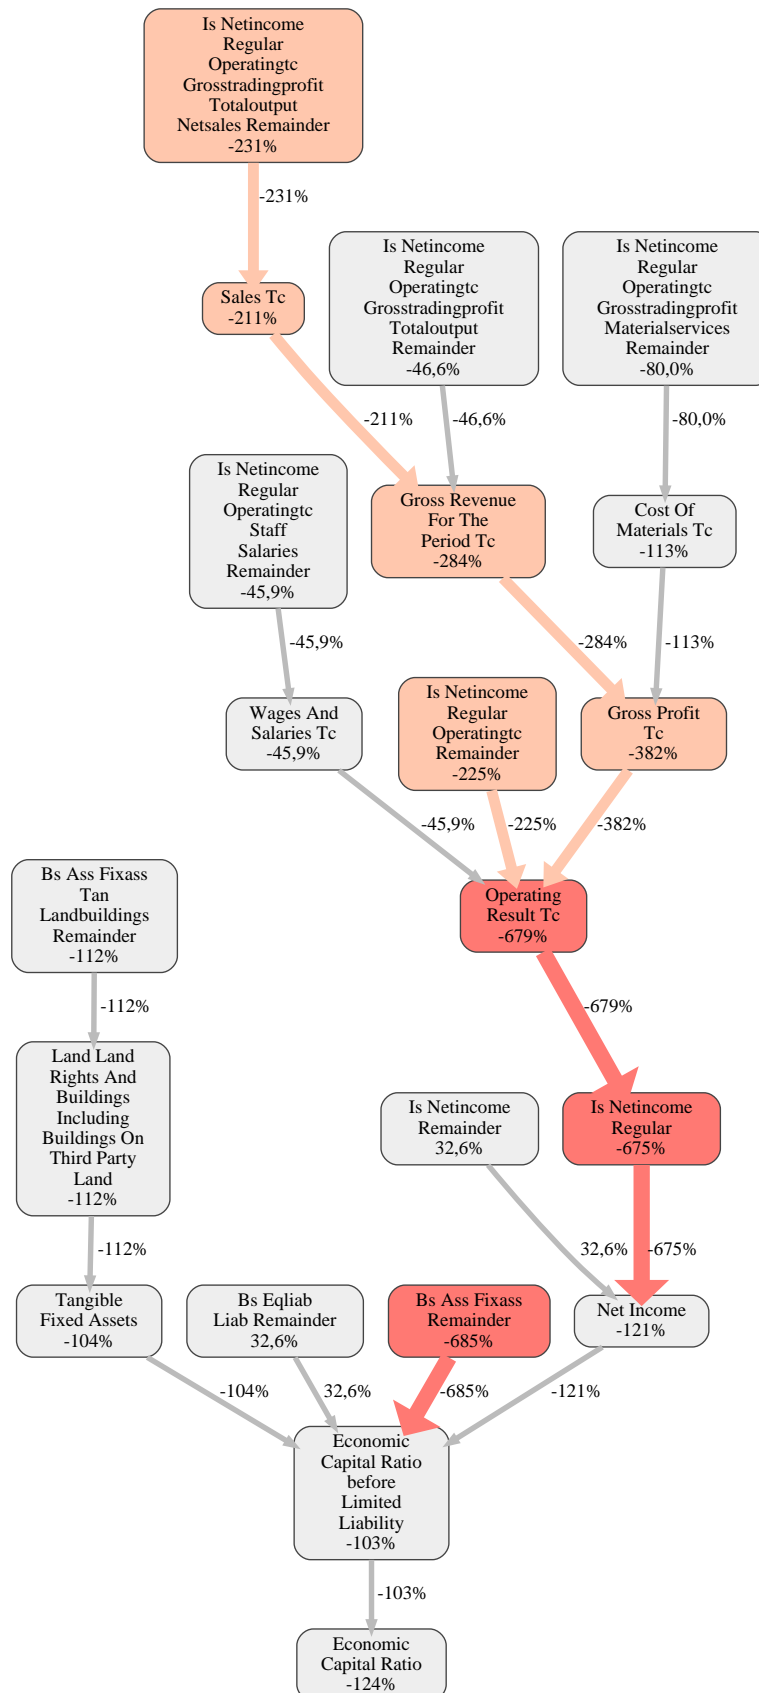 Is Netincome
Regular
Operatingtc
Grosstradingprofit
Totaloutput
Netsales Remainder
-231%
-231%
Sales Tc
-211%
Is Netincome
Regular
Operatingtc
Grosstradingprofit
Totaloutput
Remainder
-46,6%
Is Netincome
Regular
Operatingtc
Grosstradingprofit
Materialservices
Remainder
-80,0%
-211%
-46,6%
-80,0%
Is Netincome
Regular
Operatingtc
Staff
Salaries
Remainder
-45,9%
Gross Revenue
For The
Period Tc
-284%
Cost Of
Materials Tc
-113%
-45,9%
-284%
-113%
Wages And
Salaries Tc
-45,9%
Is Netincome
Regular
Operatingtc
Remainder
-225%
Gross Profit
Tc
-382%
-45,9%
-225%
-382%
Bs Ass Fixass
Tan
Landbuildings
Remainder
-112%
Operating
Result Tc
-679%
-112%
-679%
Land Land
Rights And
Buildings
Including
Buildings On
Third Party
Land
-112%
Is Netincome
Remainder
32,6%
Is Netincome
Regular
-675%
-112%
32,6%
-675%
Tangible
Fixed Assets
-104%
Bs Eqliab
Liab Remainder
32,6%
Bs Ass Fixass
Remainder
-685%
Net Income
-121%
-104%
32,6%
-685%
-121%
Economic
Capital Ratio
before
Limited
Liability
-103%
-103%
Economic
Capital Ratio
-124%